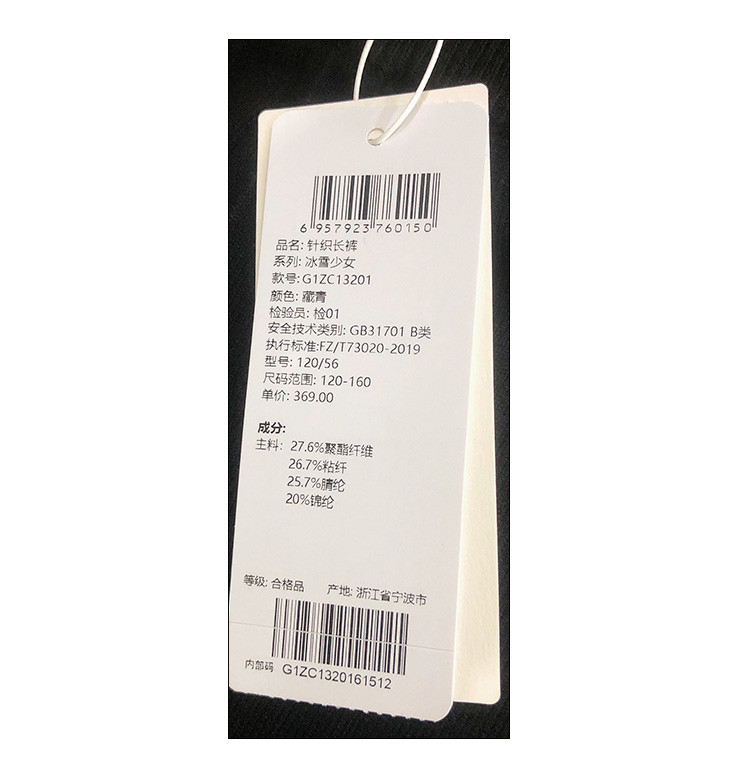 6 957923 760150
品名: 针织长裤
系列: 冰雪少女
款号: G1ZC13201
颜色: 藏青
检验员: 检01
安全技术类别: GB31701 B类
执行标准:FZ/T73020-2019
型号: 120/56
尺码范围: 120-160
单价: 369.00
成分:
主料: 27.6%聚酯纤维
26.7%粘纤
25.7%腈纶
20%锦纶
等级: 合格品 产地: 浙江省宁波市
内部码 G1ZC1320161512